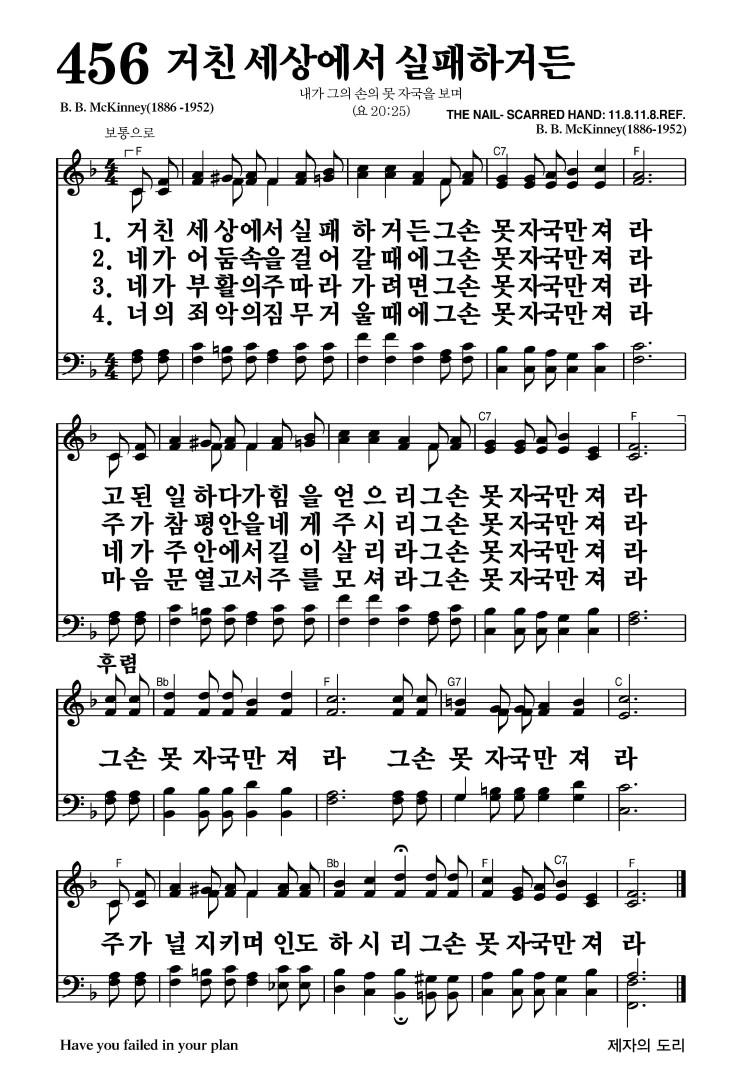 456 거친 세상에서 실패하거든
내가 그의 손의 못 자국을 보며
(요 20:25)
B. B. McKinney(1886 -1952)
THE NAIL- SCARRED HAND: 11.8.11.8.REF.
B. B. McKinney(1886-1952)
보통으로
F C7 F
1. 거친 세상에서 실패 하거든그손 못자국만져 라
2. 네가 어둠속을걸어 갈때에그손 못자국만져 라
3. 네가 부활의주따라 가려면그손 못자국만져 라
4. 너의 죄악의짐무거 울때에그손 못자국만져 라
C7 F
고된 일하다가힘을얻으리그손 못자국만져 라
주가 참평안을네게주시리그손 못자국만져 라
네가 주안에서길이살리라그손 못자국만져 라
마음 문열고서주를모셔라그손 못자국만져 라
후렴
Bb F G7 C
그손 못 자국만 져 라 그손 못 자국만 져 라
F Bb F C7 F
주가 널 지키며 인도 하시리 그손 못 자국만 져 라
Have you failed in your plan
제자의 도리